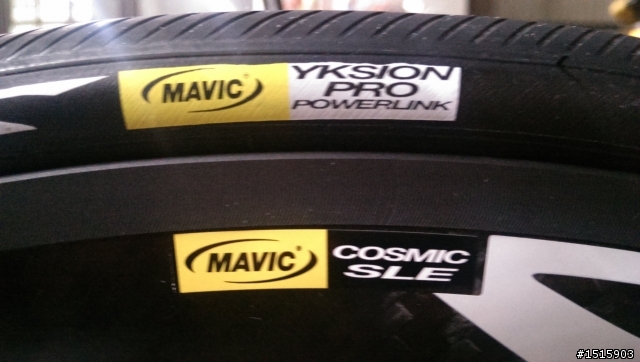 MAVIC
YKSION
PRO
POWERLINK
MAVIC
COSMIC
SLE
#1515903